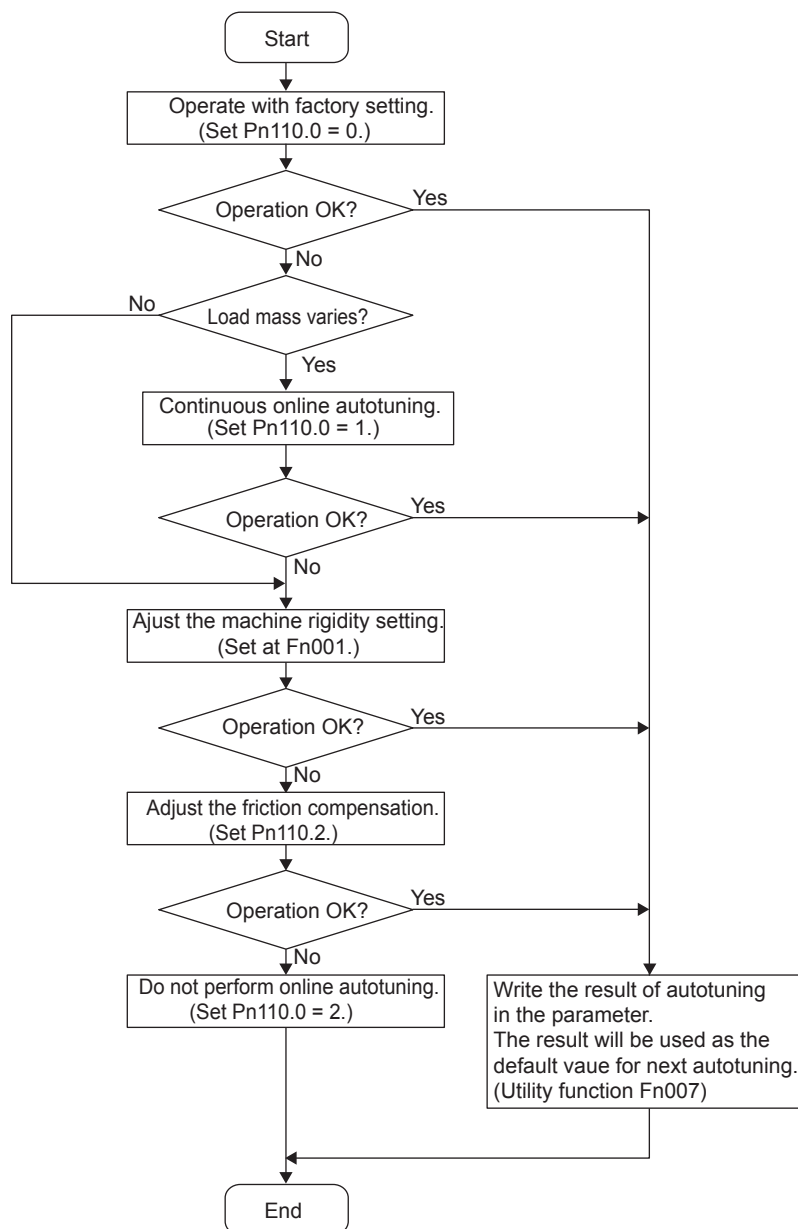 Start
Operate with factory setting.
(Set Pn110.0 = 0.)
Operation OK?
Yes
No
No
Load mass varies?
Yes
Continuous online autotuning.
(Set Pn110.0 = 1.)
Operation OK?
Yes
No
Ajust the machine rigidity setting.
(Set at Fn001.)
Operation OK?
Yes
No
Adjust the friction compensation.
(Set Pn110.2.)
Operation OK?
Yes
No
Do not perform online autotuning.
(Set Pn110.0 = 2.)
Write the result of autotuning
in the parameter.
The result will be used as the
default vaue for next autotuning.
(Utility function Fn007)
End